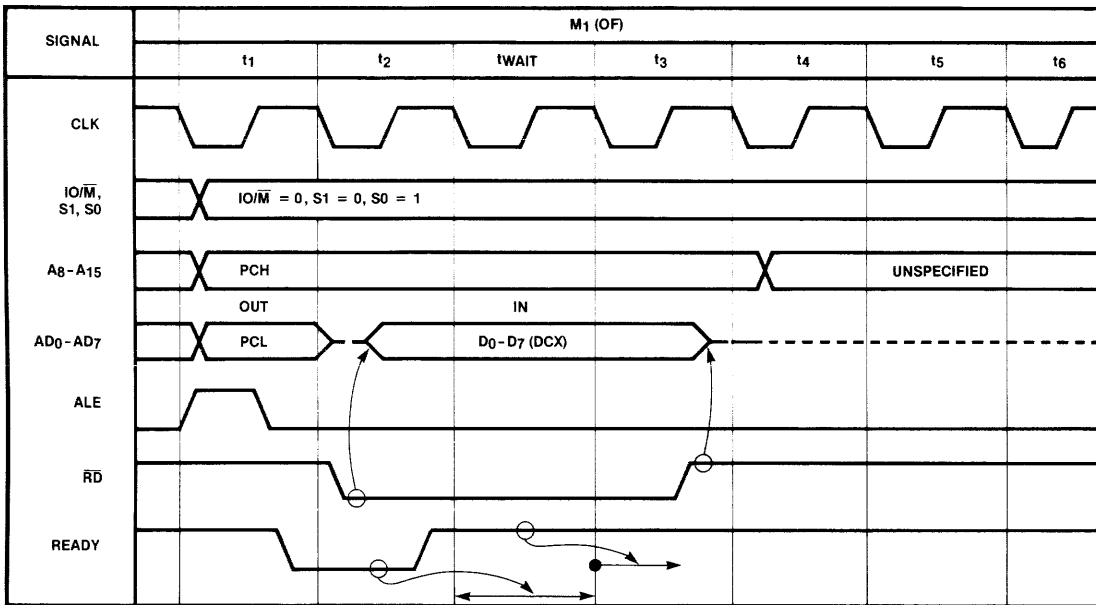 SIGNAL
M1 (OF)
t1 t2 tWAIT t3 t4 t5 t6
CLK
IO/M̅,
S1, S0
IO/M̅ = 0, S1 = 0, S0 = 1
A8–A15
PCH
UNSPECIFIED
OUT IN
AD0–AD7
PCL
D0–D7 (DCX)
ALE
R̅D̅
READY